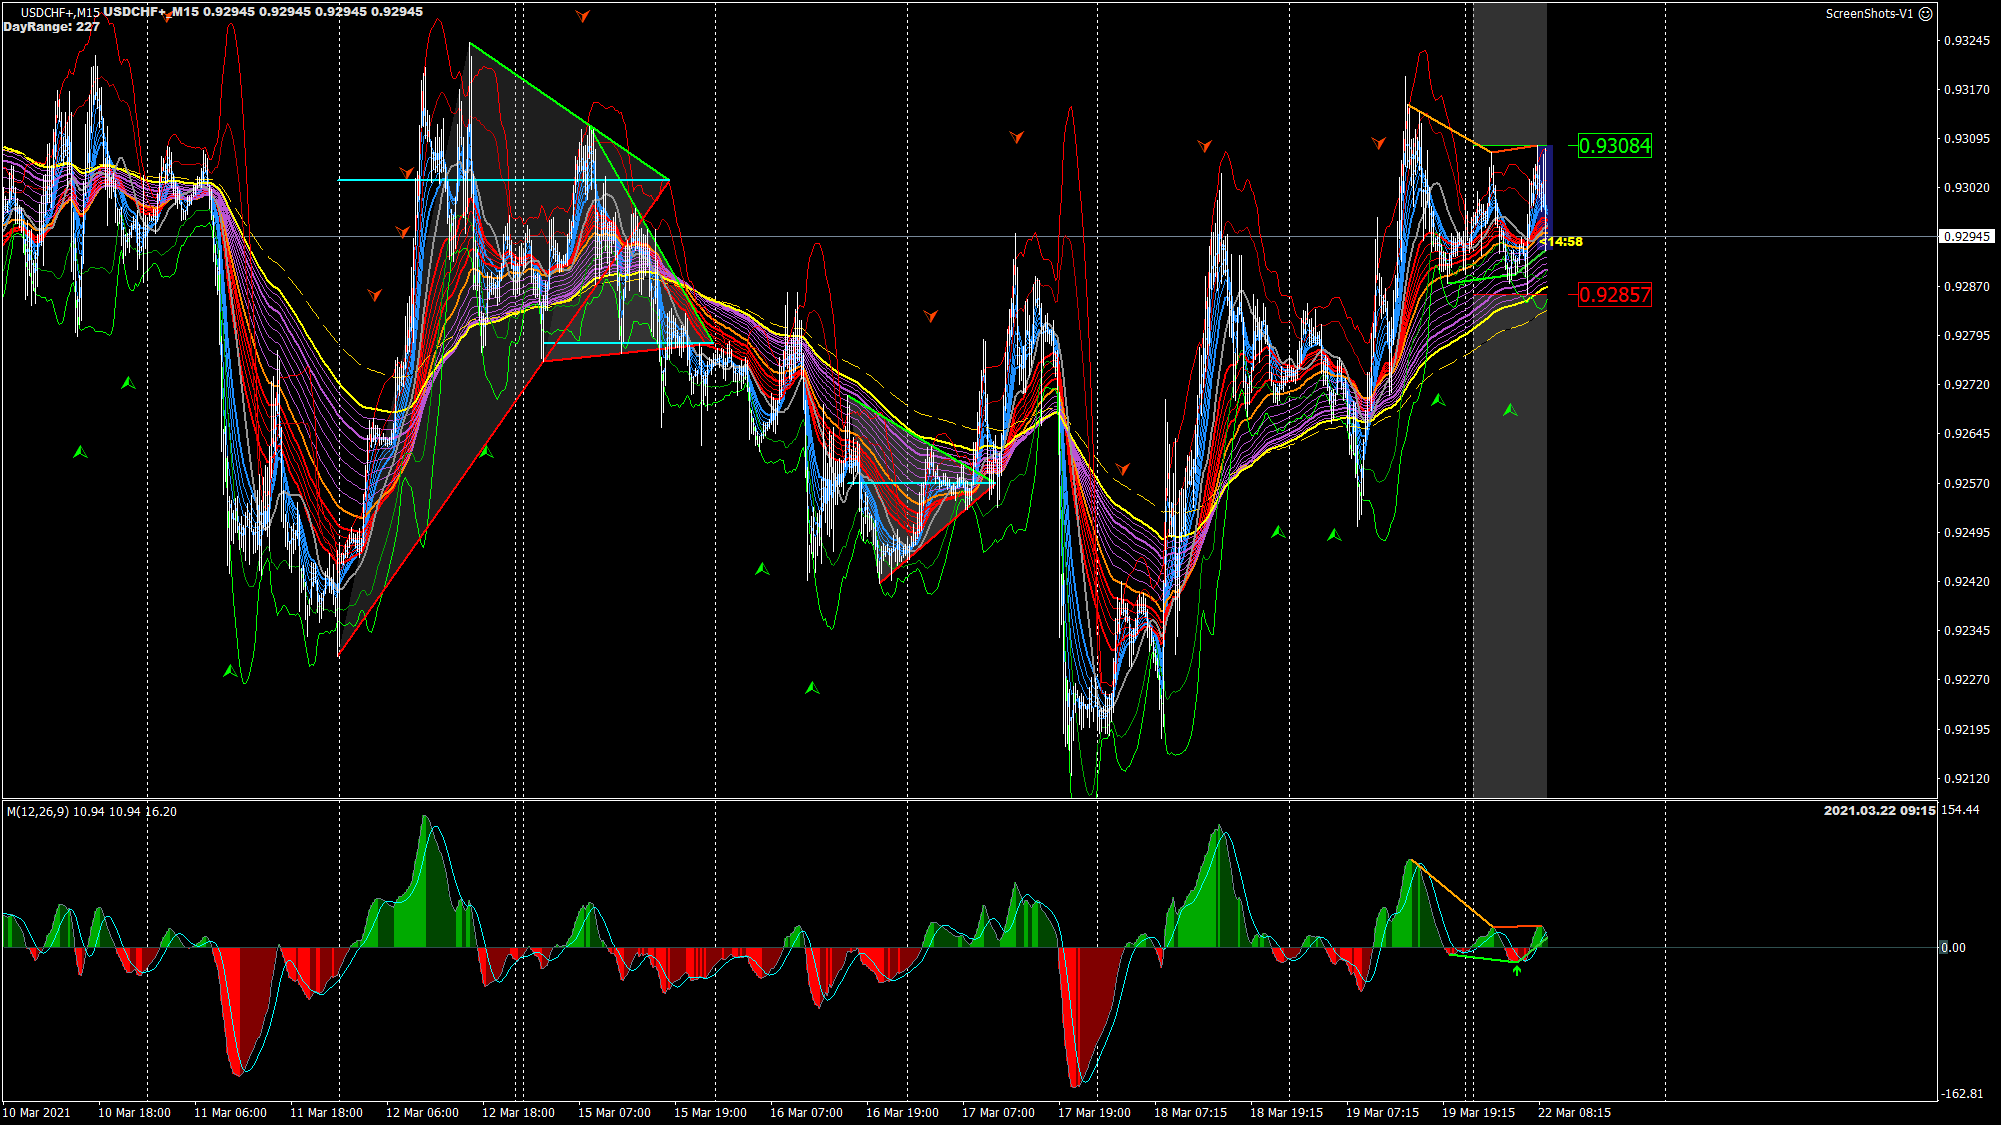 USDCHF+,M15 USDCHF+_M15 0.92945 0.92945 0.92945 0.92945
ScreenShots-V1
DayRange: 227
0.93245
0.93170
0.93095
0.93084
0.93020
0.92945
<14:58
0.92870
0.92857
0.92795
0.92720
0.92645
0.92570
0.92495
0.92420
0.92345
0.92270
0.92195
0.92120
M(12,26,9) 10.94 10.94 16.20
2021.03.22 09:15
154.44
0.00
-162.81
10 Mar 2021
10 Mar 18:00
11 Mar 06:00
11 Mar 18:00
12 Mar 06:00
12 Mar 18:00
15 Mar 07:00
15 Mar 19:00
16 Mar 07:00
16 Mar 19:00
17 Mar 07:00
17 Mar 19:00
18 Mar 07:15
18 Mar 19:15
19 Mar 07:15
19 Mar 19:15
22 Mar 08:15